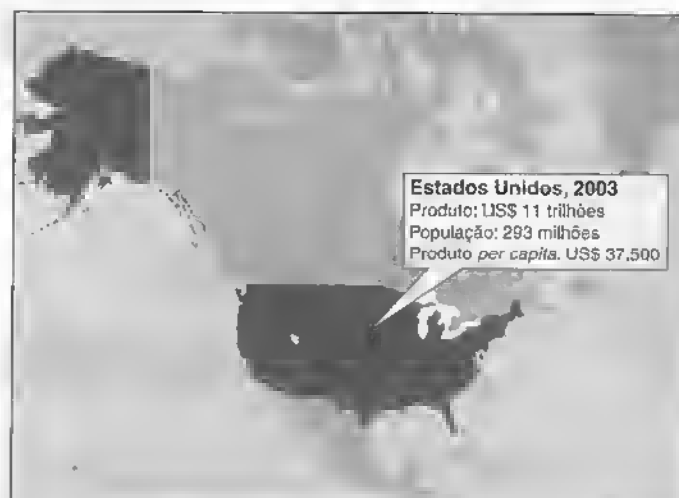 Estados Unidos, 2003
Produto: US$ 11 trilhões
População: 293 milhões
Produto per capita. US$ 37,500